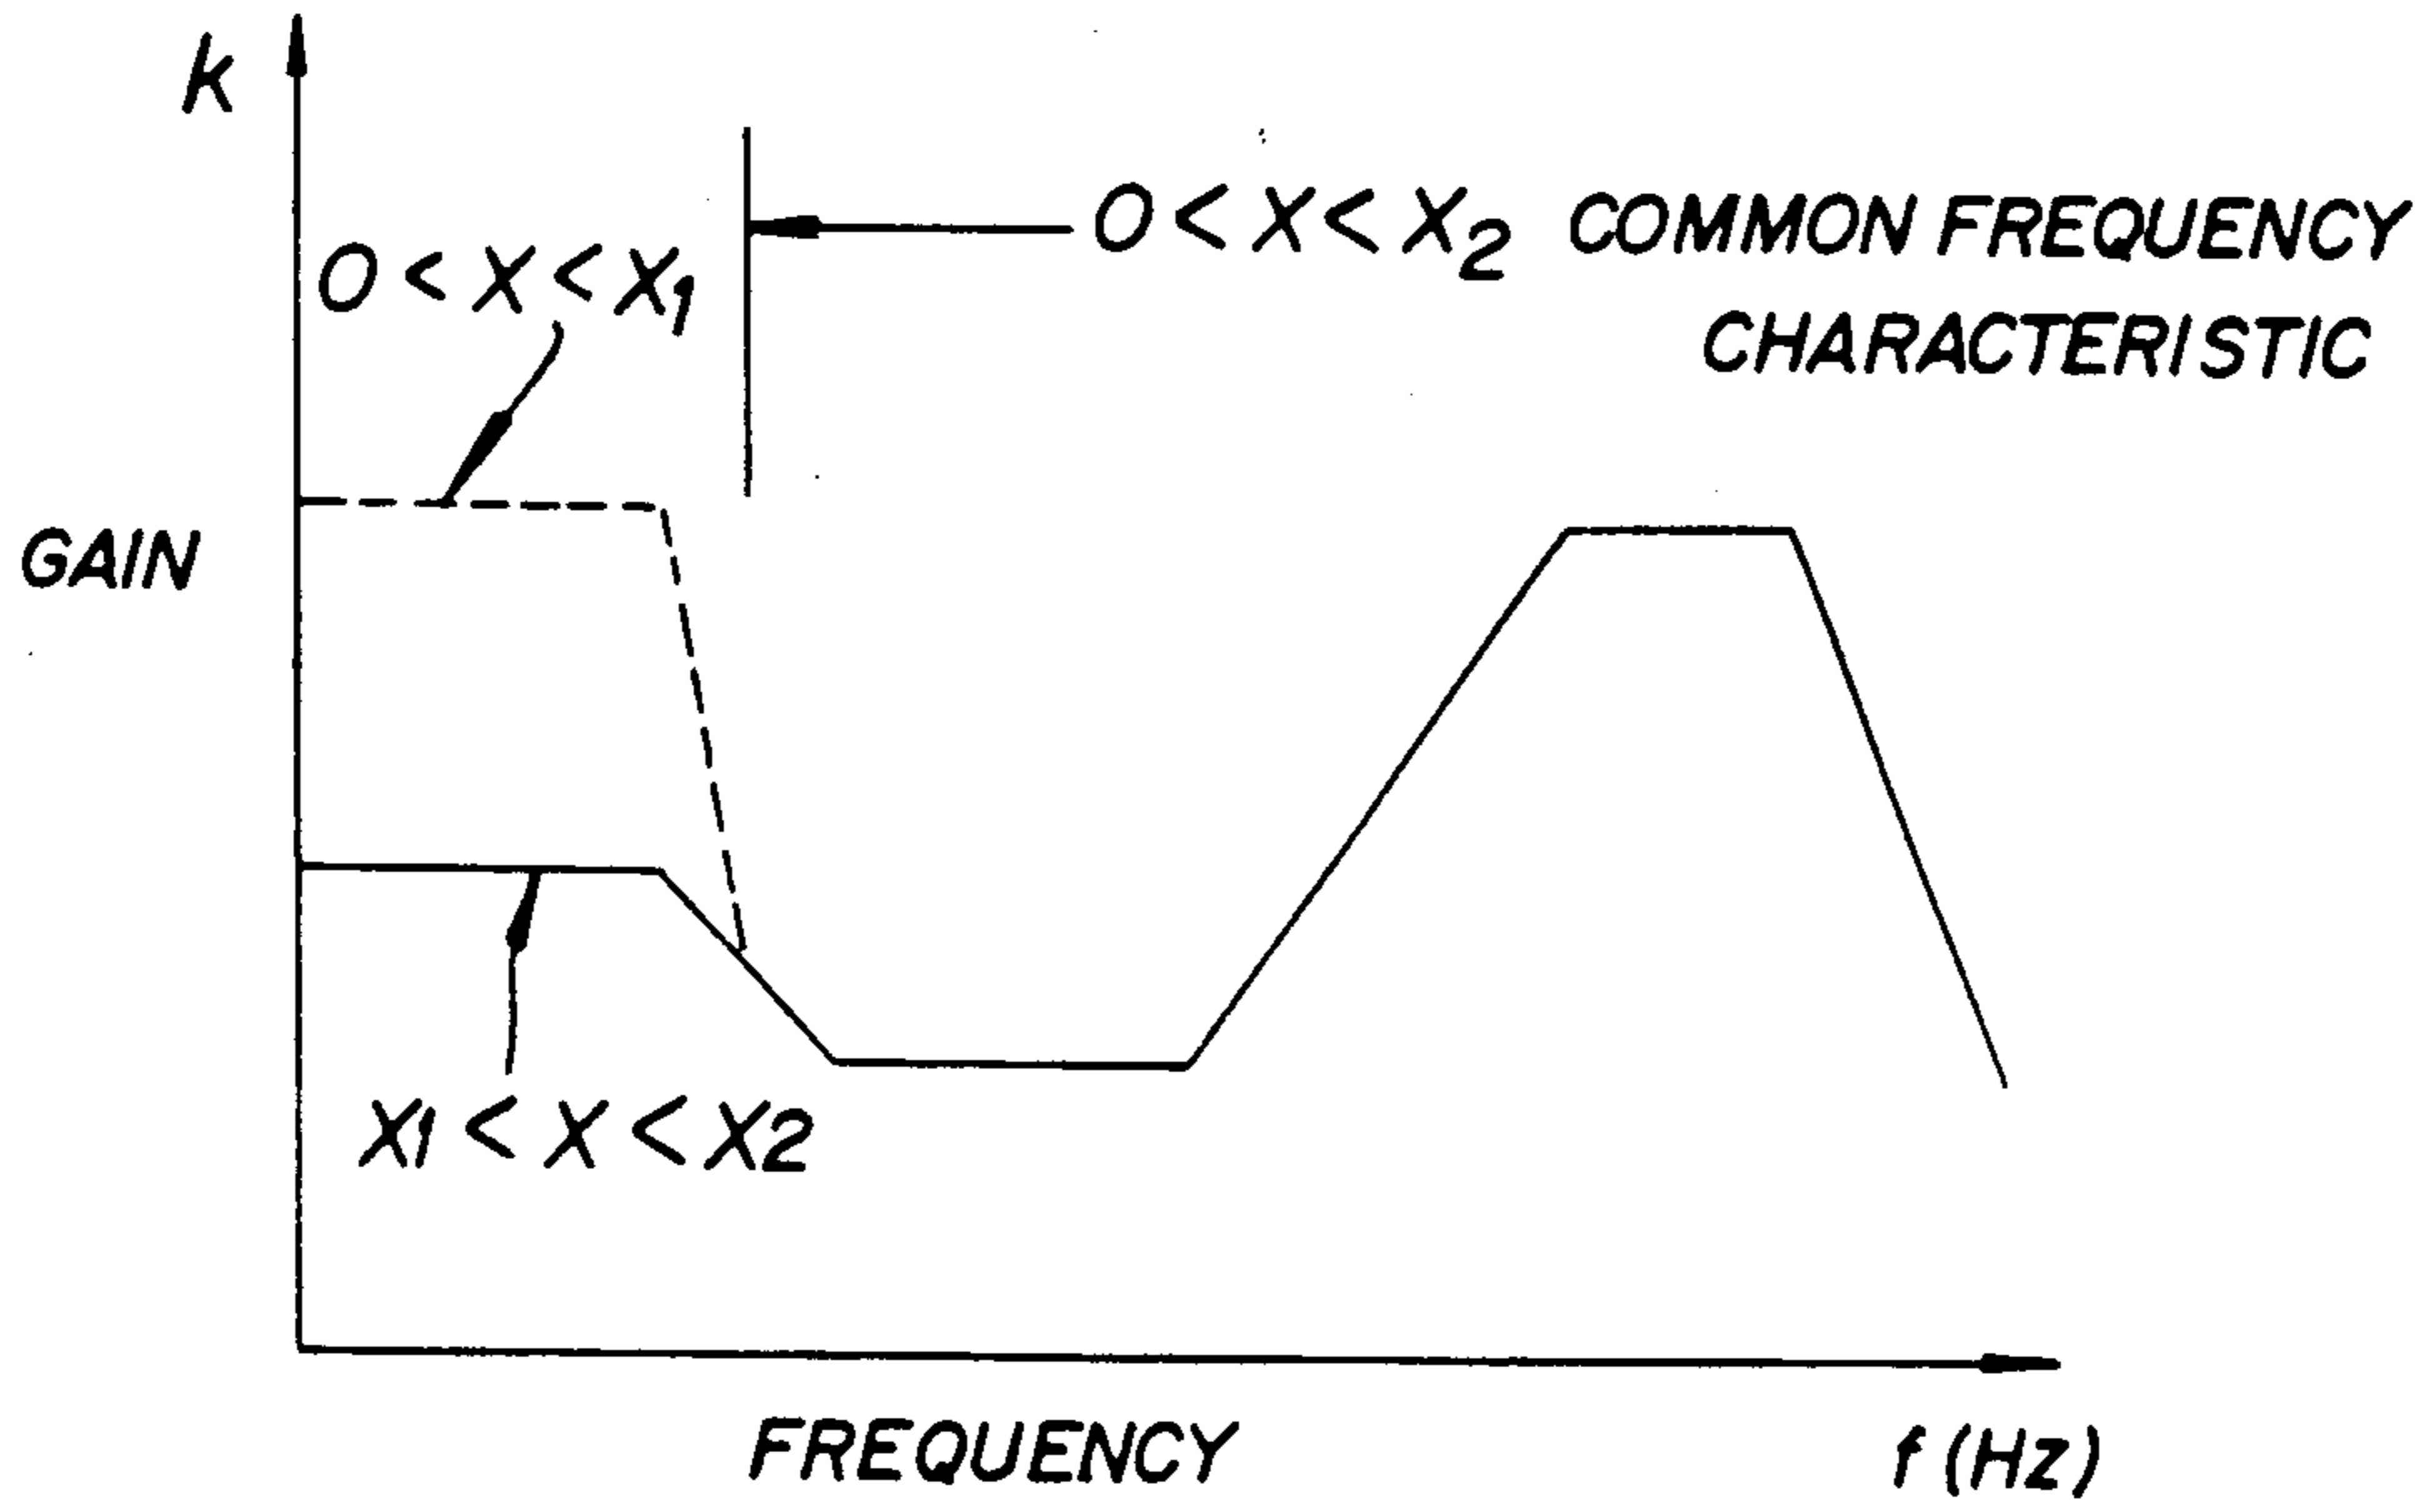 k
0 < X < X2 COMMON FREQUENCY
CHARACTERISTIC
0 < X < X1
GAIN
X1 < X < X2
FREQUENCY
f (HZ)